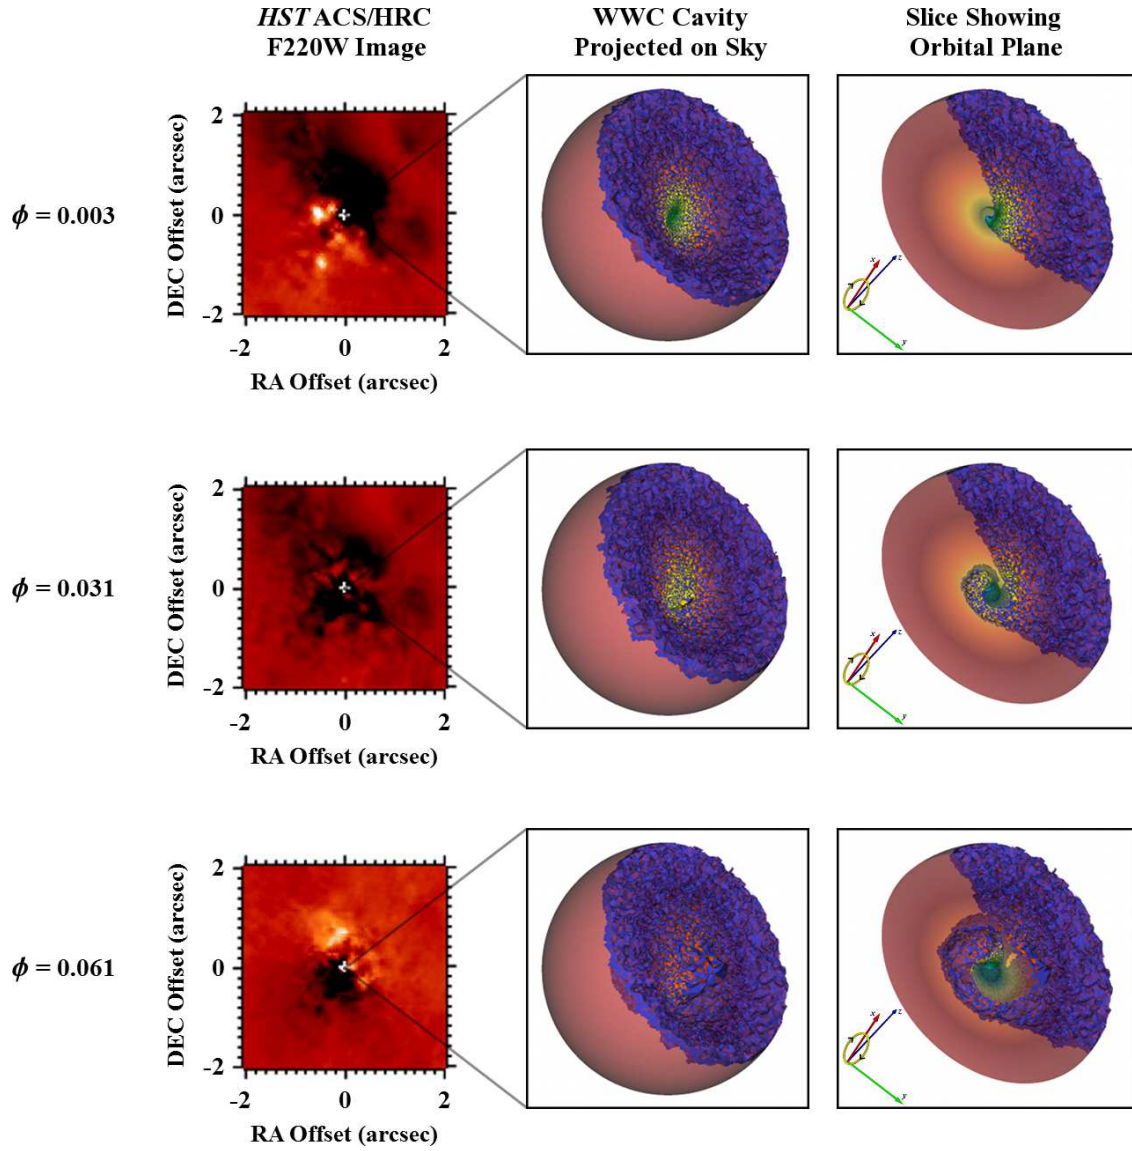 HST ACS/HRC
F220W Image
WWC Cavity
Projected on Sky
Slice Showing
Orbital Plane
ϕ = 0.003
DEC Offset (arcsec)
2
0
-2
-2 0 2
RA Offset (arcsec)
x
z
y
ϕ = 0.031
DEC Offset (arcsec)
2
0
-2
-2 0 2
RA Offset (arcsec)
x
z
y
ϕ = 0.061
DEC Offset (arcsec)
2
0
-2
-2 0 2
RA Offset (arcsec)
x
z
y